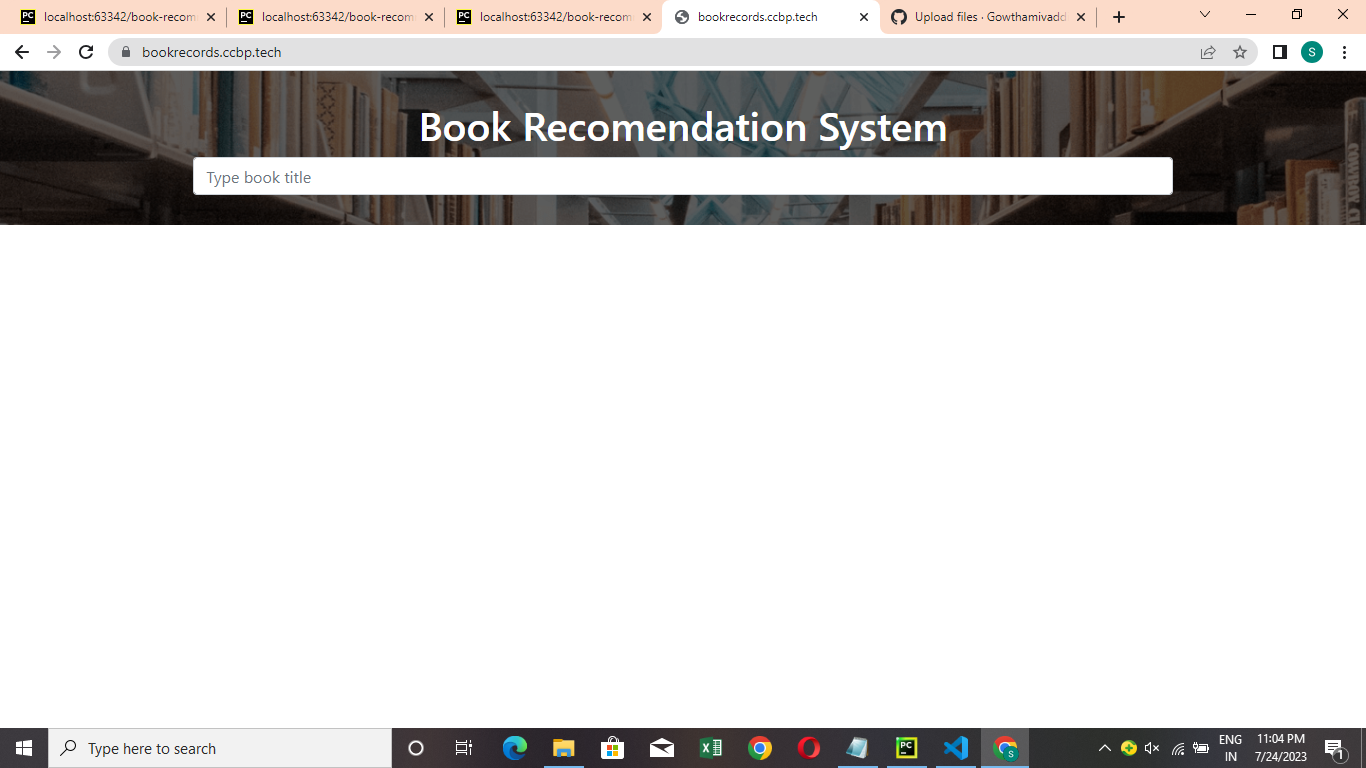 localhost:63342/book-recom
localhost:63342/book-recom
localhost:63342/book-recom
bookrecords.ccbp.tech
Upload files · Gowthamivadd
bookrecords.ccbp.tech
S
Book Recomendation System
Type book title
Type here to search
ENG
IN
11:04 PM
7/24/2023
1